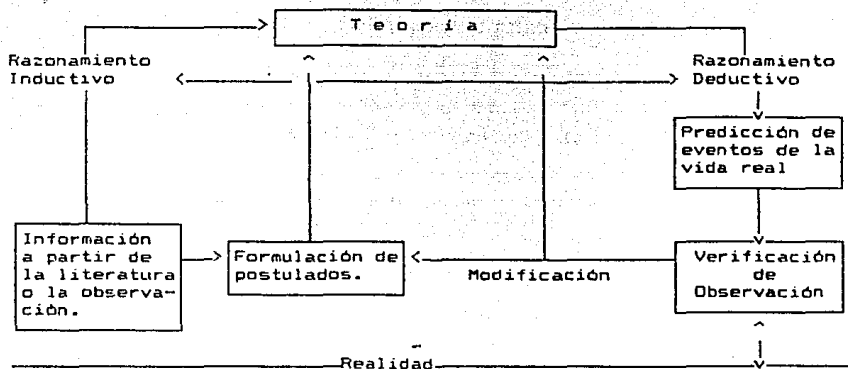 Teoría
Razonamiento
Inductivo
Razonamiento
Deductivo
Predicción de
eventos de la
vida real
Información
a partir de
la literatura
o la observa-
ción.
Formulación de
postulados.
Modificación
Verificación
de
Observación
Realidad